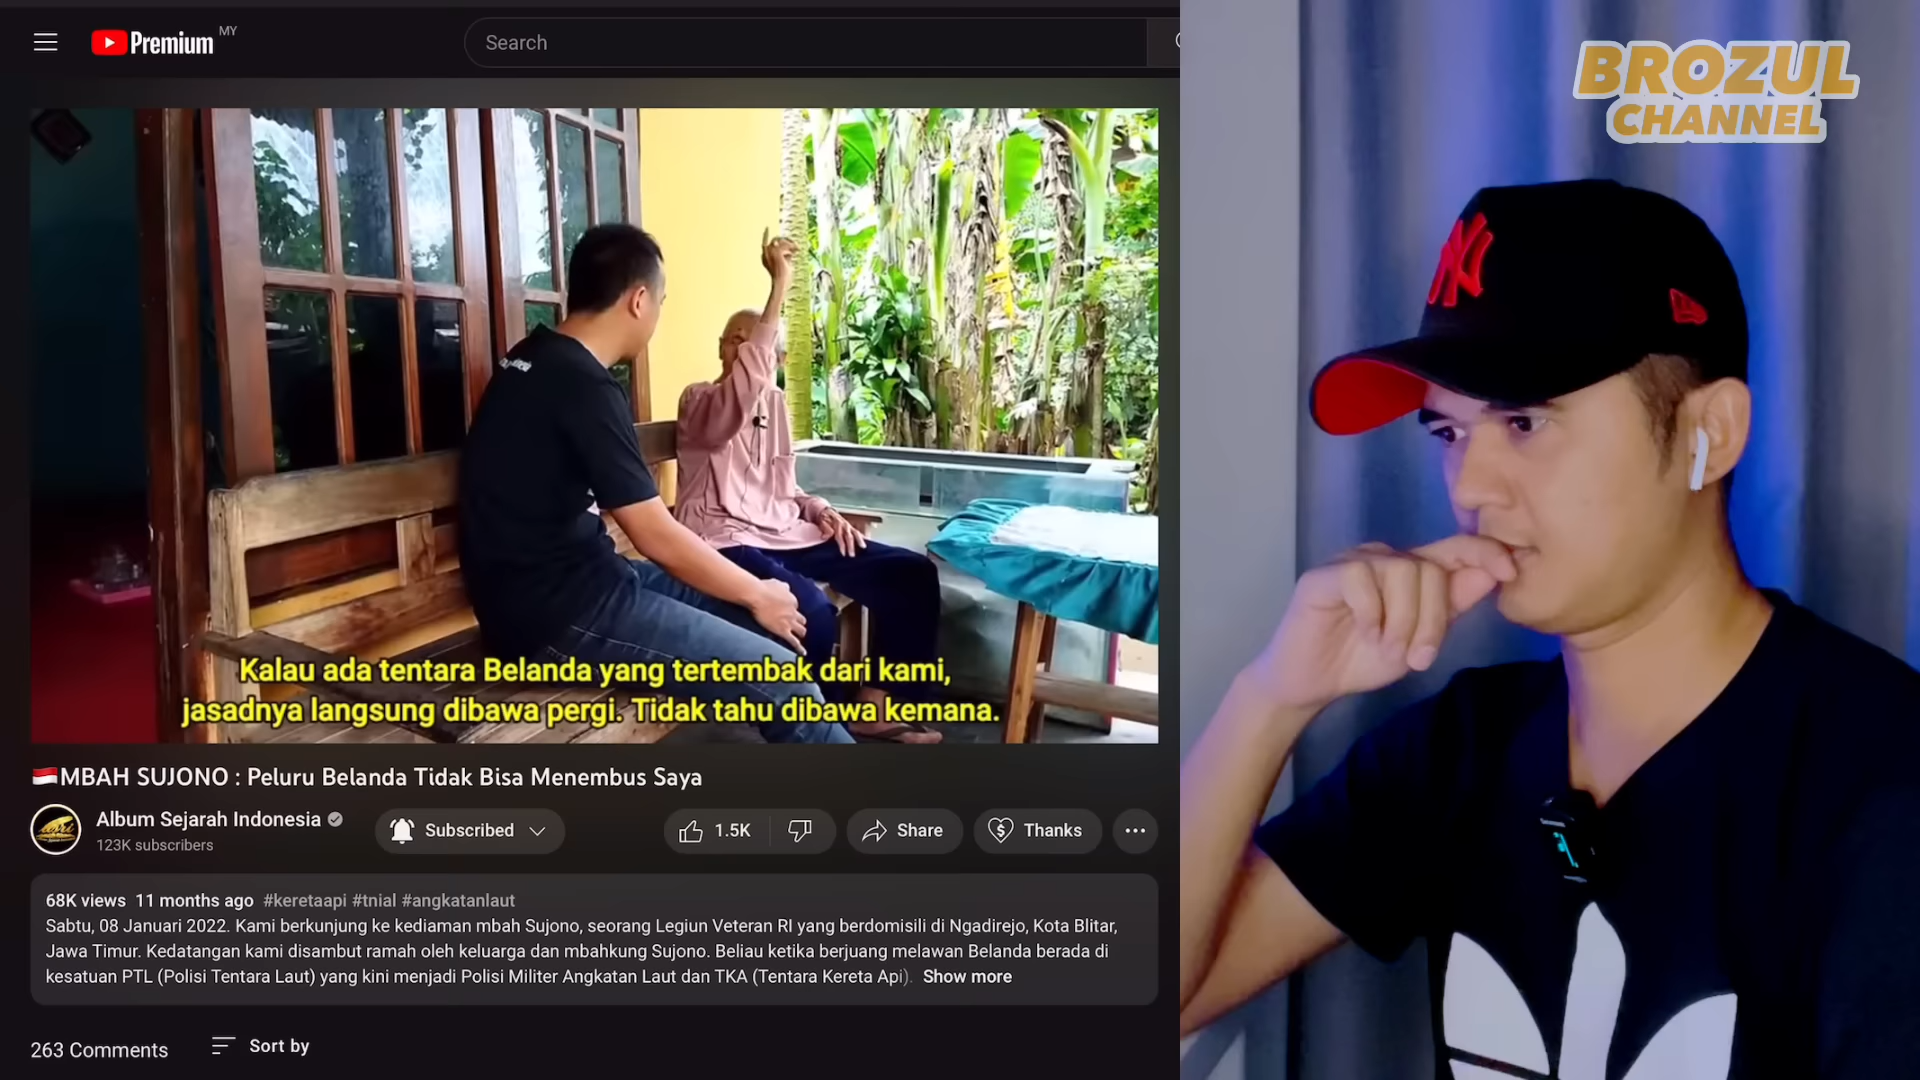 Premium MY
Search
BROZUL
CHANNEL
NY
Kalau ada tentara Belanda yang tertembak dari kami,
jasadnya langsung dibawa pergi. Tidak tahu dibawa kemana.
MBAH SUJONO : Peluru Belanda Tidak Bisa Menembus Saya
Album Sejarah Indonesia
123K subscribers
Subscribed
1.5K
Share
Thanks
68K views 11 months ago #keretaapi #tnial #angkatanlaut
Sabtu, 08 Januari 2022. Kami berkunjung ke kediaman mbah Sujono, seorang Legiun Veteran RI yang berdomisili di Ngadirejo, Kota Blitar,
Jawa Timur. Kedatangan kami disambut ramah oleh keluarga dan mbahkung Sujono. Beliau ketika berjuang melawan Belanda berada di
kesatuan PTL (Polisi Tentara Laut) yang kini menjadi Polisi Militer Angkatan Laut dan TKA (Tentara Kereta Api). Show more
263 Comments
Sort by